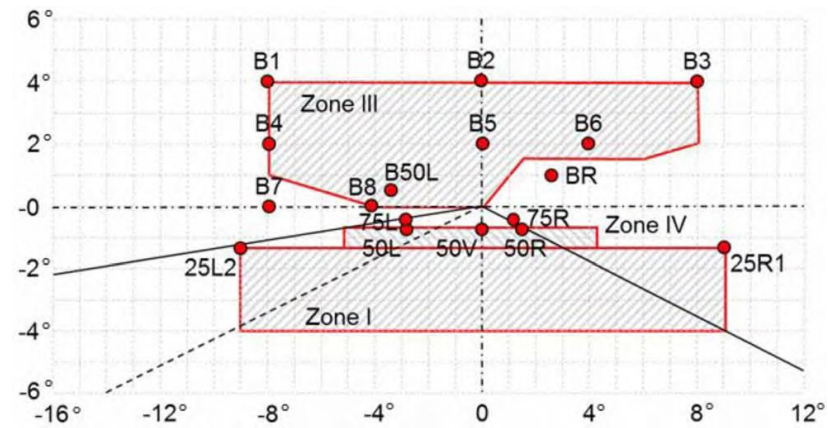 6°
B1 B2 B3
4°
Zone III
B4 B5 B6
2°
B50L BR
B7 B8
-0
75L 75R Zone IV
50L 50V 50R
-2° 25L2 25R1
Zone I
-4°
-6°
-16° -12° -8° -4° 0 4° 8° 12°